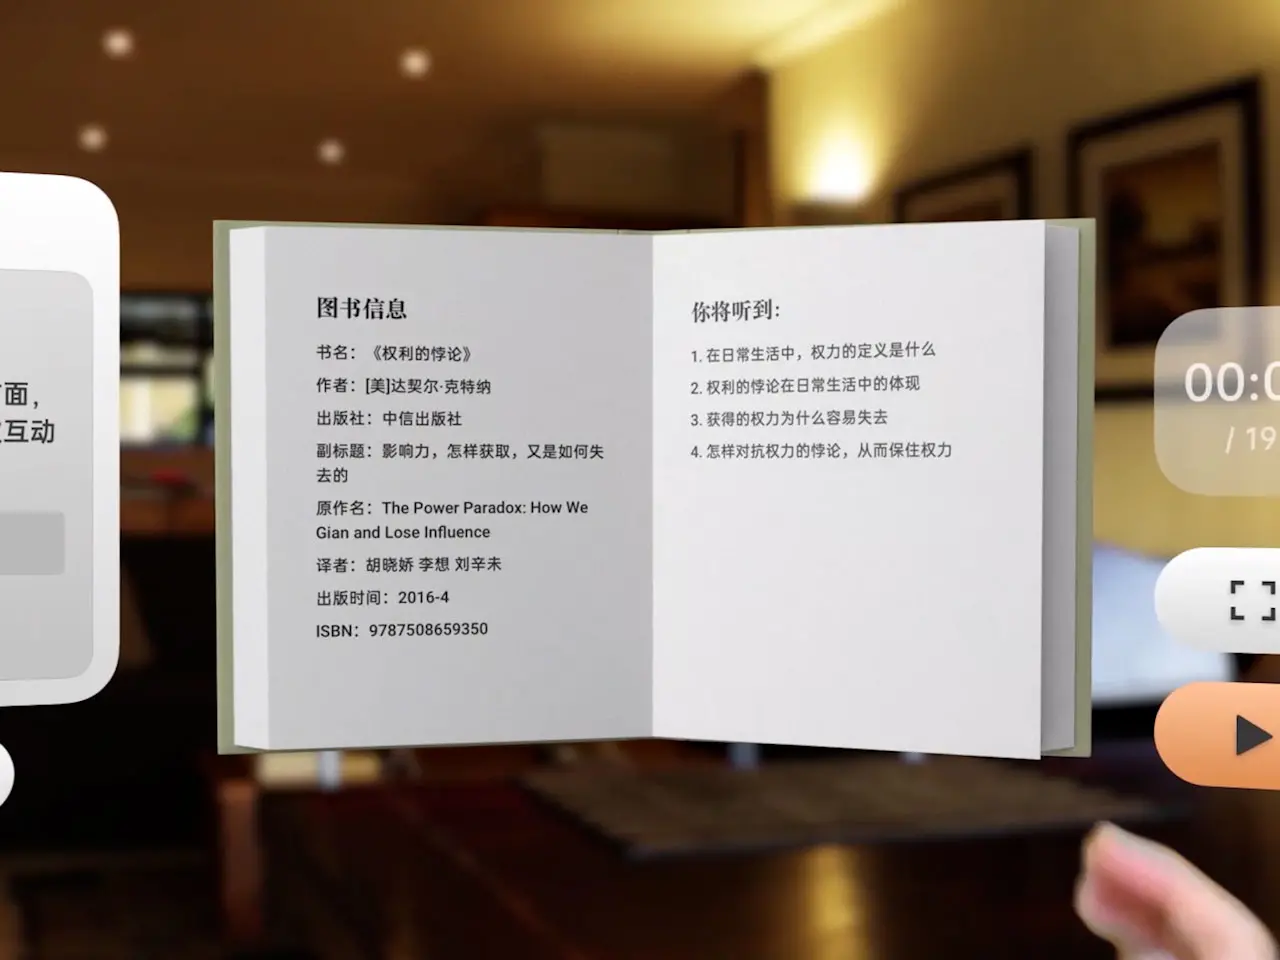 面，
互动
图书信息
书名：《权利的悖论》
作者：[美]达契尔·克特纳
出版社：中信出版社
副标题：影响力，怎样获取，又是如何失
去的
原作名：The Power Paradox: How We
Gian and Lose Influence
译者：胡晓娇 李想 刘辛未
出版时间：2016-4
ISBN：9787508659350
你将听到：
1. 在日常生活中，权力的定义是什么
2. 权利的悖论在日常生活中的体现
3. 获得的权力为什么容易失去
4. 怎样对抗权力的悖论，从而保住权力
00:0
/ 19